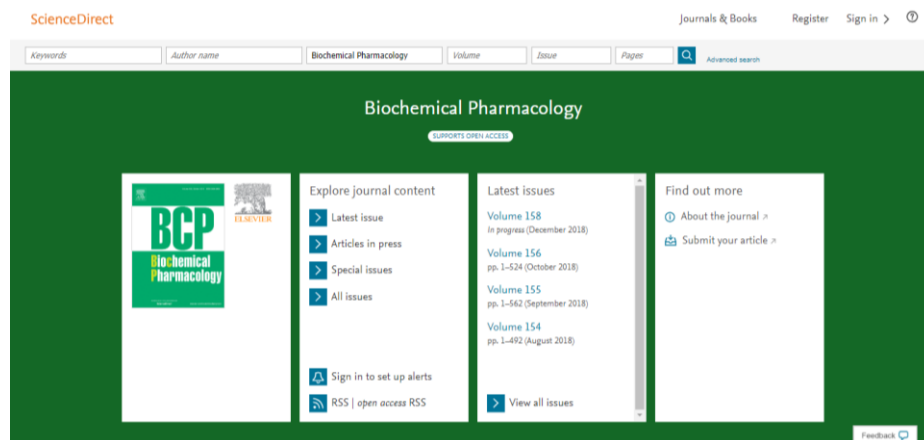 ScienceDirect
Journals & Books Register Sign in >
Keywords Author name Biochemical Pharmacology Volume Issue Pages Advanced search
Biochemical Pharmacology
SUPPORTS OPEN ACCESS
BCP
Biochemical
Pharmacology
ELSEVIER
Explore journal content
Latest issue
Articles in press
Special issues
All issues
Sign in to set up alerts
RSS | open access RSS
Latest issues
Volume 158
In progress (December 2018)
Volume 156
pp. 1–524 (October 2018)
Volume 155
pp. 1–562 (September 2018)
Volume 154
pp. 1–492 (August 2018)
View all issues
Find out more
About the journal ↗
Submit your article ↗
Feedback